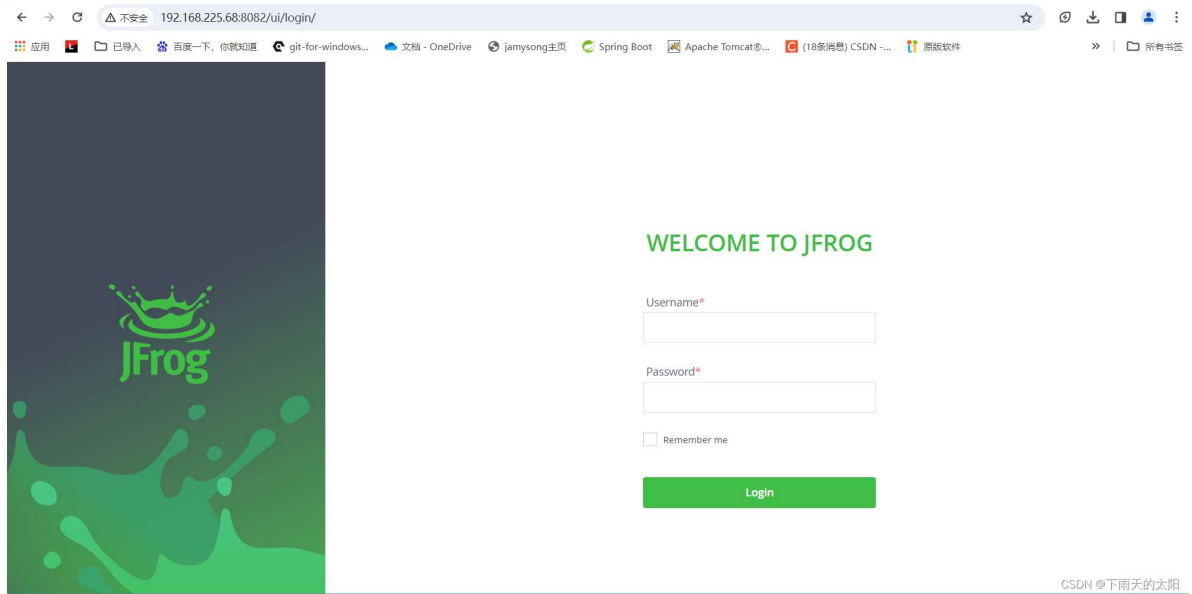 不安全 192.168.225.68:8082/ui/login/
应用 已导入 百度一下，你就知道 git-for-windows... 文档 - OneDrive jamysong主页 Spring Boot Apache Tomcat®... (18条消息) CSDN -... 原版软件 » 所有书签
WELCOME TO JFROG
Username*
JFrog
Password*
Remember me
Login
CSDN @下雨天的太阳